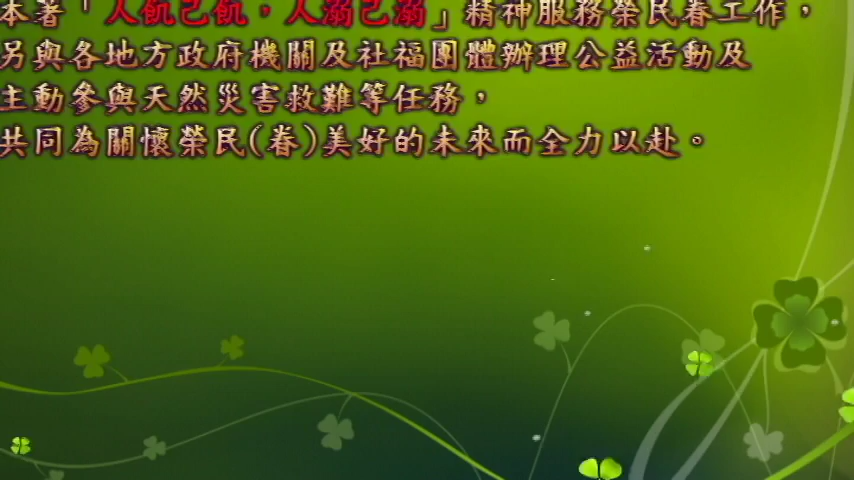 本著「人飢己飢，人溺己溺」精神服務榮民眷工作，
另與各地方政府機關及社福團體辦理公益活動及
主動參與天然災害救難等任務，
共同為關懷榮民(眷)美好的未來而全力以赴。